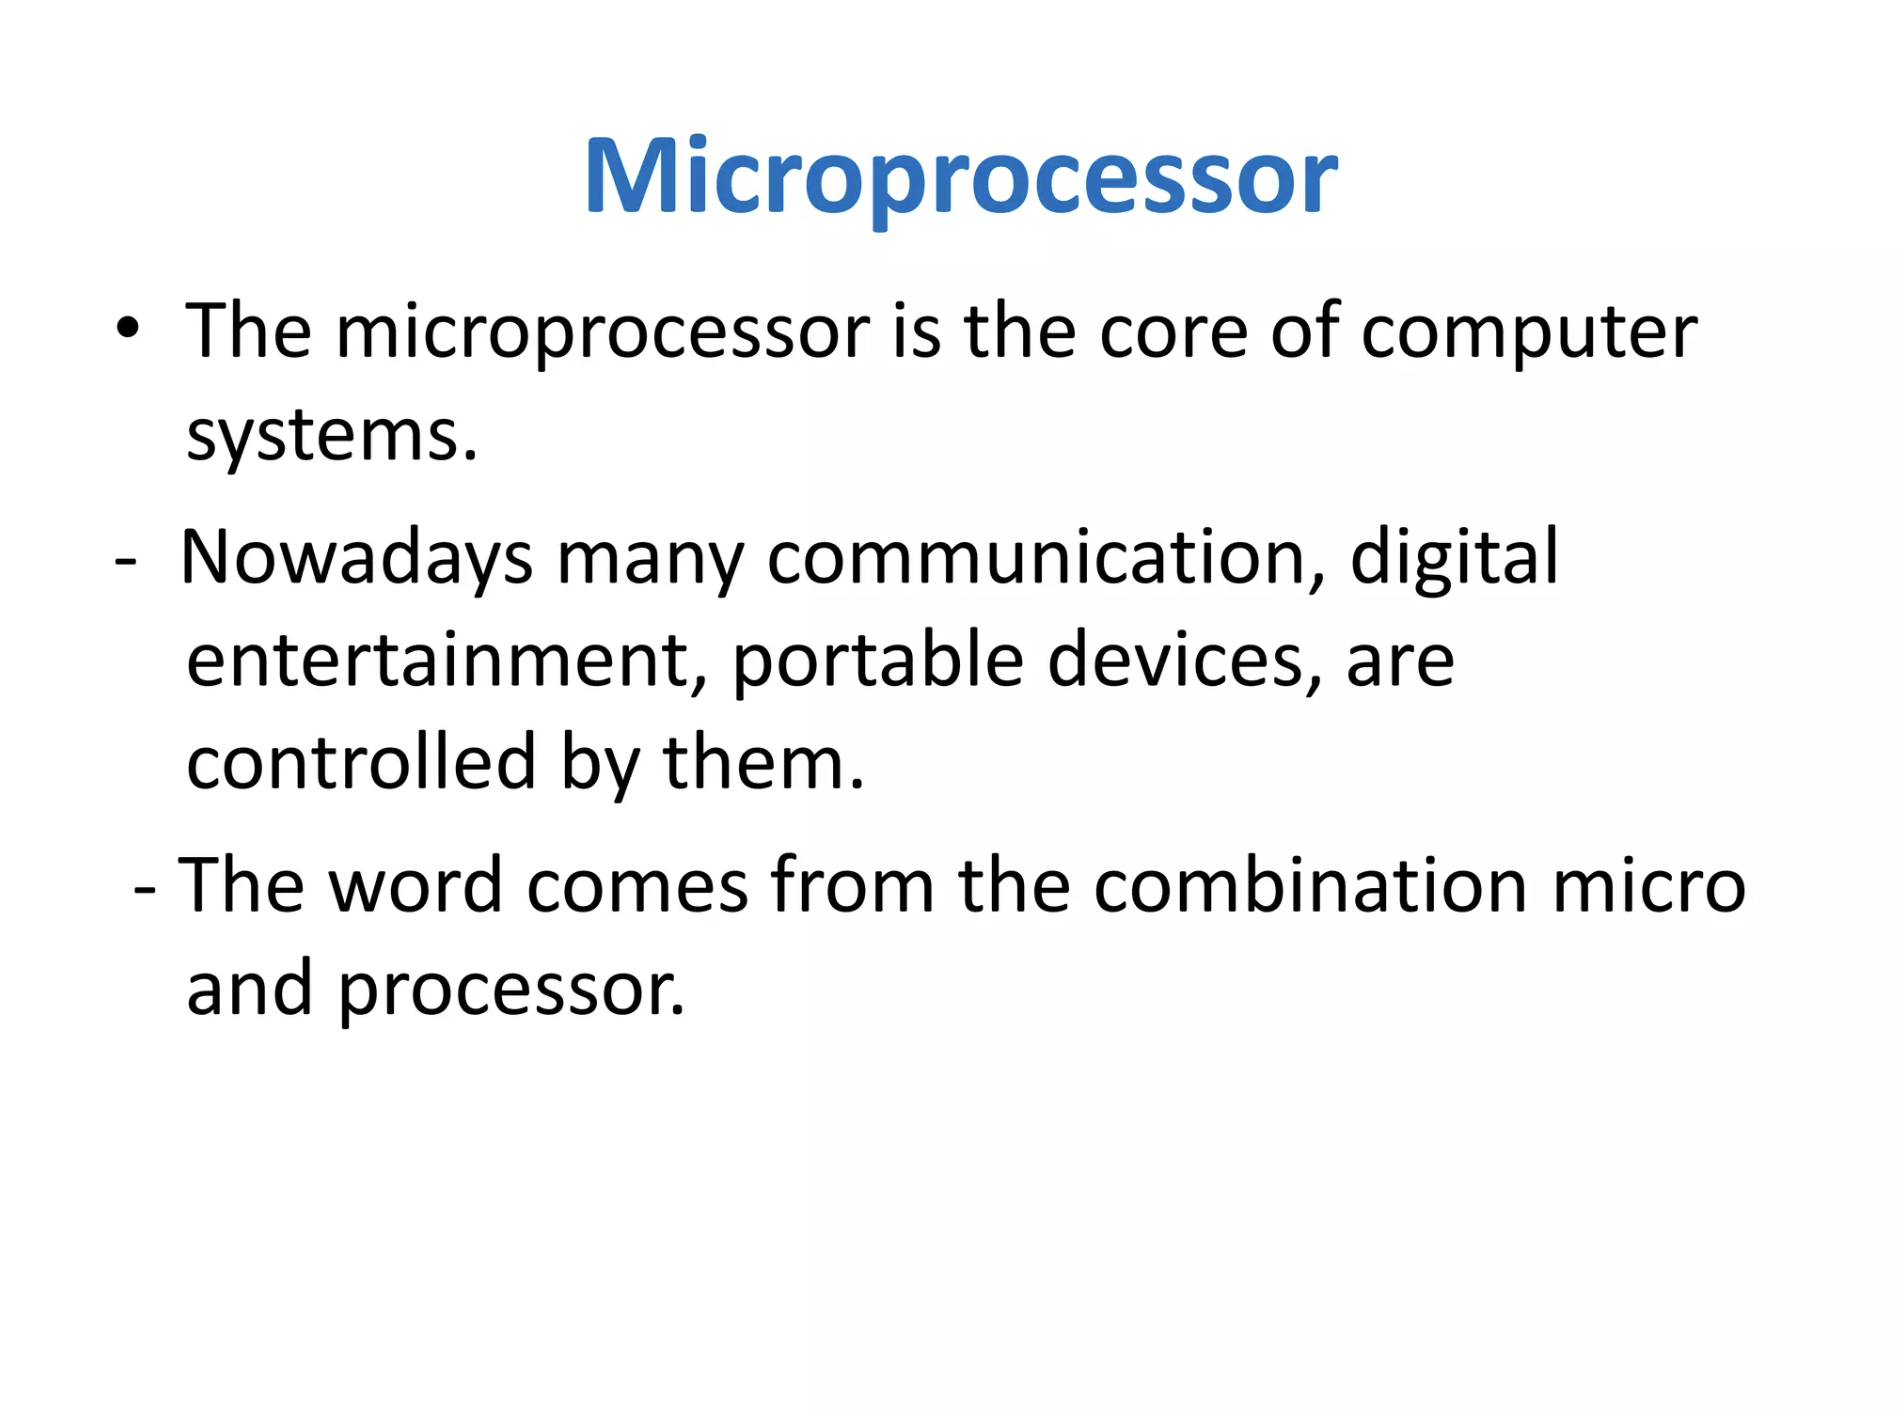 Microprocessor
• The microprocessor is the core of computer
systems.
- Nowadays many communication, digital
entertainment, portable devices, are
controlled by them.
- The word comes from the combination micro
and processor.